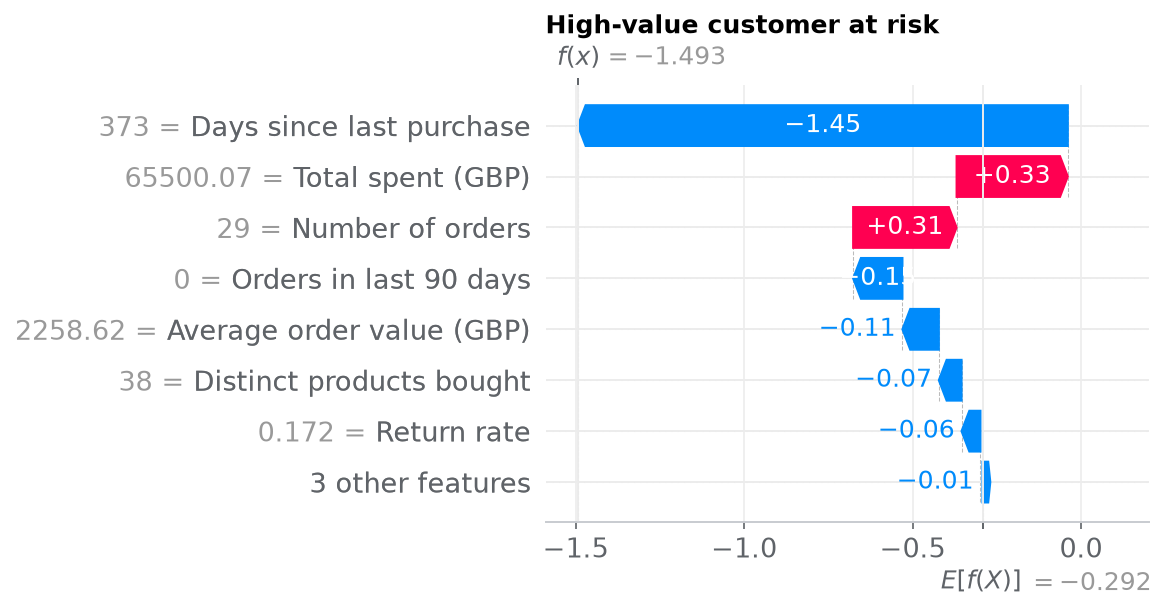 High-value customer at risk
f(x) = −1.493
373 = Days since last purchase
−1.45
65500.07 = Total spent (GBP)
+0.33
29 = Number of orders
+0.31
0 = Orders in last 90 days
2258.62 = Average order value (GBP)
−0.11
38 = Distinct products bought
−0.07
0.172 = Return rate
−0.06
3 other features
−0.01
−1.5 −1.0 −0.5 0.0
E[f(X)] = −0.292